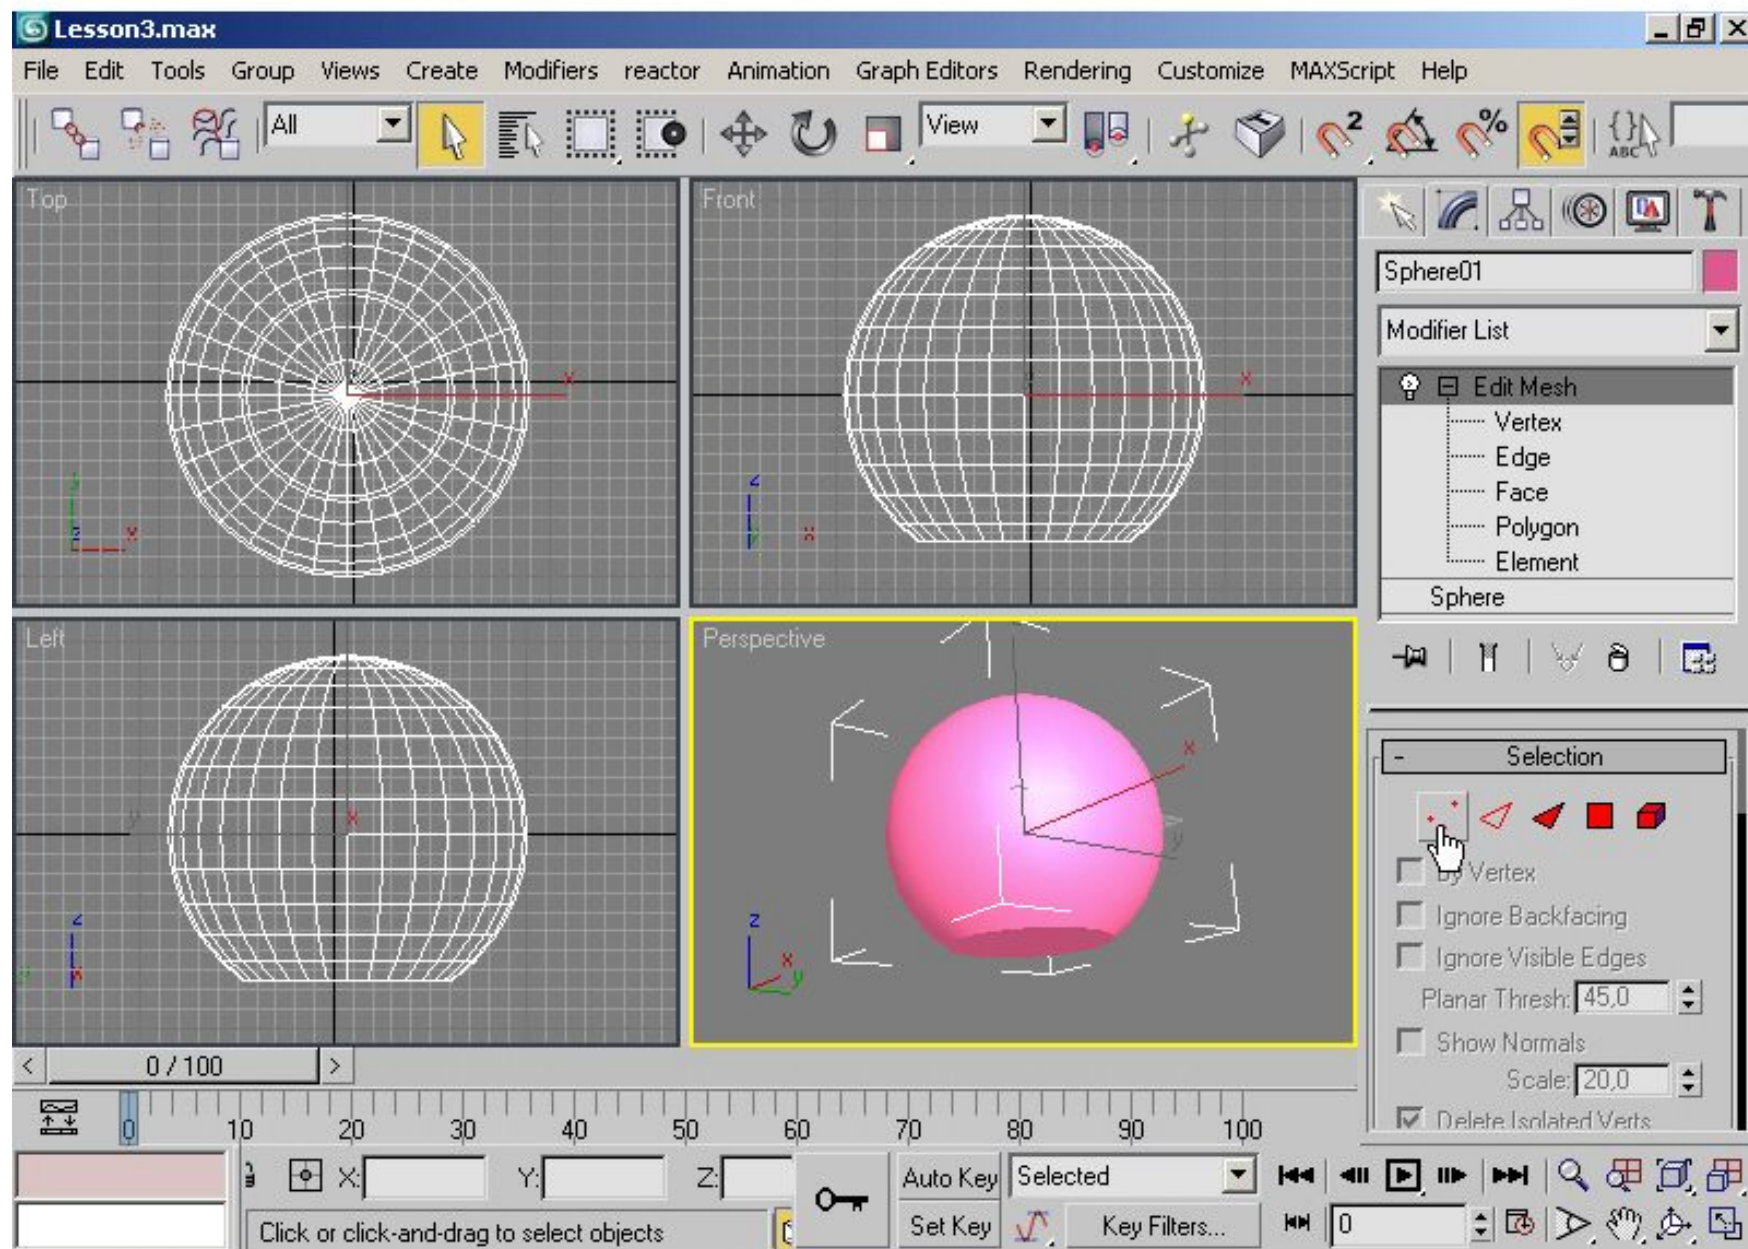 Lesson3.max
File Edit Tools Group Views Create Modifiers reactor Animation Graph Editors Rendering Customize MAXScript Help
All
View
2
%
{}
ABC
Top
Front
x
x
z
x
y
z
x
Sphere01
Modifier List
Edit Mesh
Vertex
Edge
Face
Polygon
Element
Sphere
Left
Perspective
x
y
x
y
z
x
y
z
x
y
Selection
By Vertex
Ignore Backfacing
Ignore Visible Edges
Planar Thresh: 45,0
Show Normals
Scale: 20,0
Delete Isolated Verts
< 0 / 100 >
0 10 20 30 40 50 60 70 80 90 100
X: Y: Z:
Auto Key Selected
Click or click-and-drag to select objects
Set Key Key Filters... 0